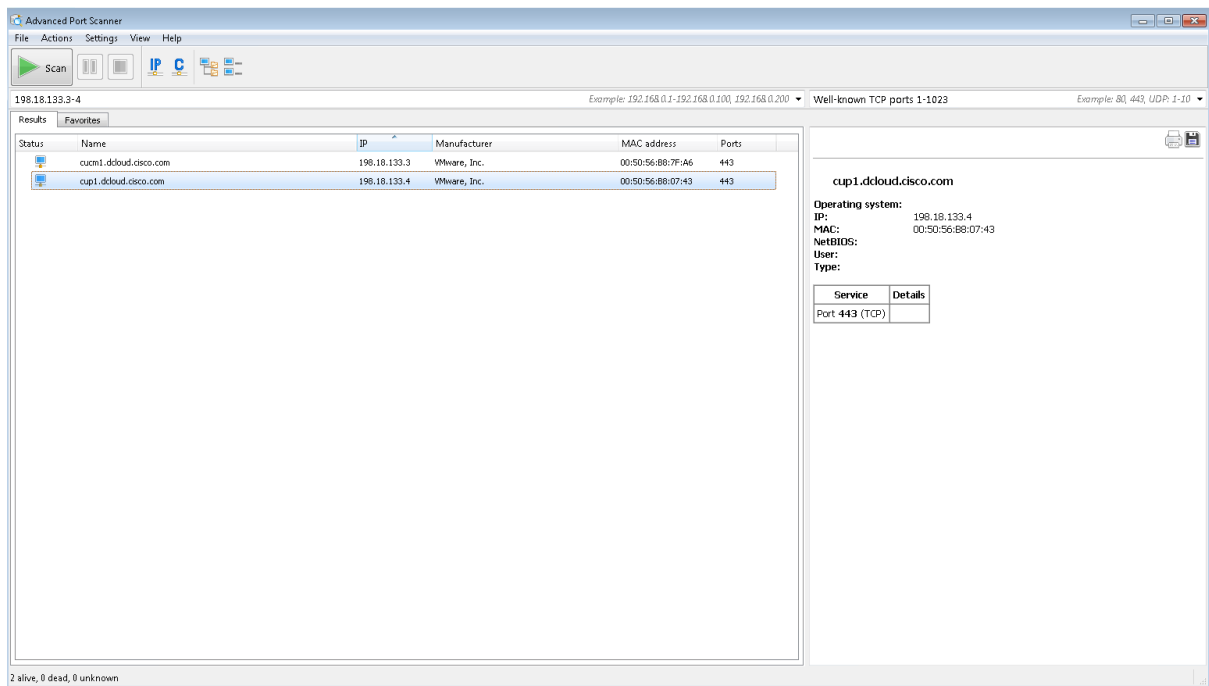 Advanced Port Scanner
File Actions Settings View Help
Scan IP C
198.18.133.3-4 Example: 192.168.0.1-192.168.0.100, 192.168.0.200 Well-known TCP ports 1-1023 Example: 80, 443, UDP: 1-10
Results Favorites
Status Name IP Manufacturer MAC address Ports
cucm1.dcloud.cisco.com 198.18.133.3 VMware, Inc. 00:50:56:B8:7F:A6 443
cup1.dcloud.cisco.com 198.18.133.4 VMware, Inc. 00:50:56:B8:07:43 443
cup1.dcloud.cisco.com
Operating system:
IP: 198.18.133.4
MAC: 00:50:56:B8:07:43
NetBIOS:
User:
Type:
Service Details
Port 443 (TCP)
2 alive, 0 dead, 0 unknown